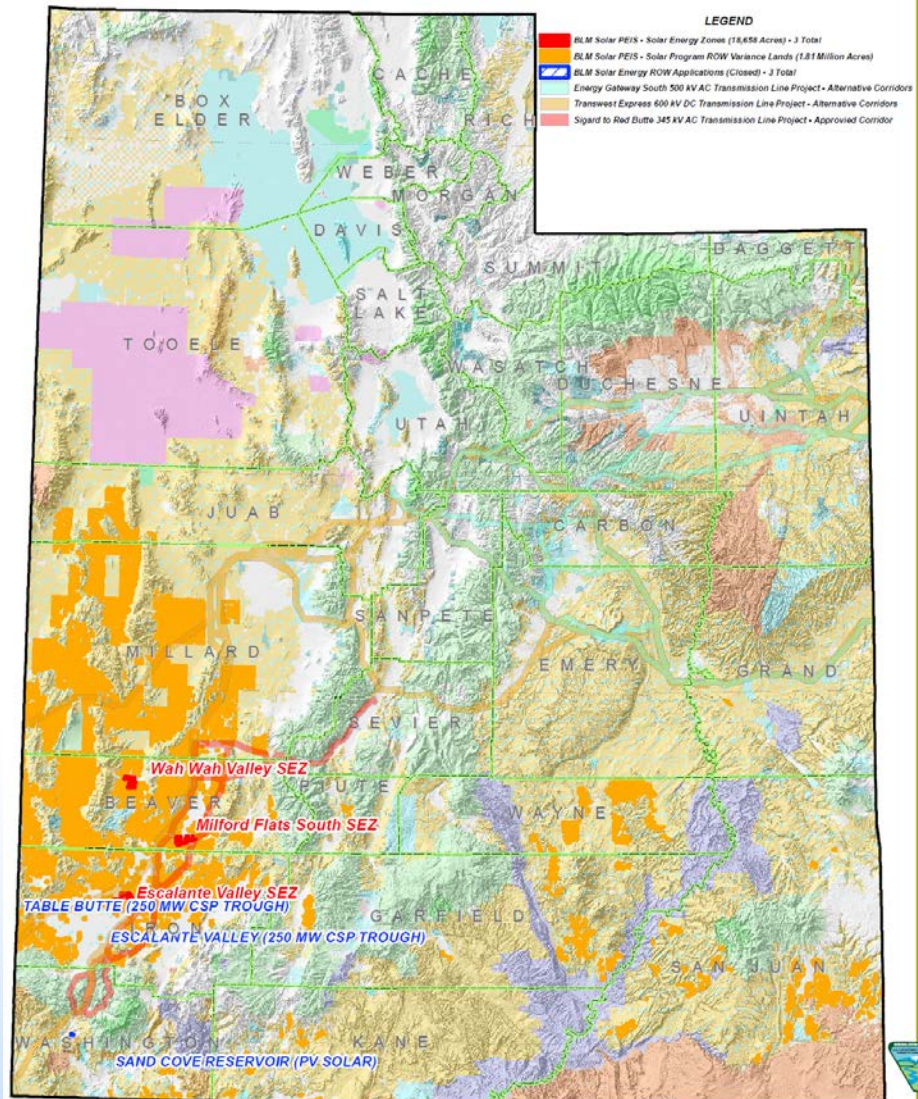 LEGEND
BLM Solar PEIS - Solar Energy Zones (18,658 Acres) - 3 Total
BLM Solar PEIS - Solar Program ROW Variance Lands (1.81 Million Acres)
BLM Solar Energy ROW Applications (Closed) - 3 Total
Energy Gateway South 500 kV AC Transmission Line Project - Alternative Corridors
Transwest Express 600 kV DC Transmission Line Project - Alternative Corridors
Sigard to Red Butte 345 kV AC Transmission Line Project - Approvied Corridor
CACHE
BOX
ELDER
RICH
WEBER
MORGAN
DAVIS
DAGGETT
SUMMIT
SALT
LAKE
TOOELE
WASATCH
DUCHESNE
UTAH
UINTAH
JUAB
CARBON
SANPETE
MILLARD
EMERY
GRAND
SEVIER
Wah Wah Valley SEZ
PIUTE
BEAVER
WAYNE
Milford Flats South SEZ
Escalante Valley SEZ
TABLE BUTTE (250 MW CSP TROUGH)
GARFIELD
IRON
ESCALANTE VALLEY (250 MW CSP TROUGH)
SAN JUAN
WASHINGTON
KANE
SAND COVE RESERVOIR (PV SOLAR)